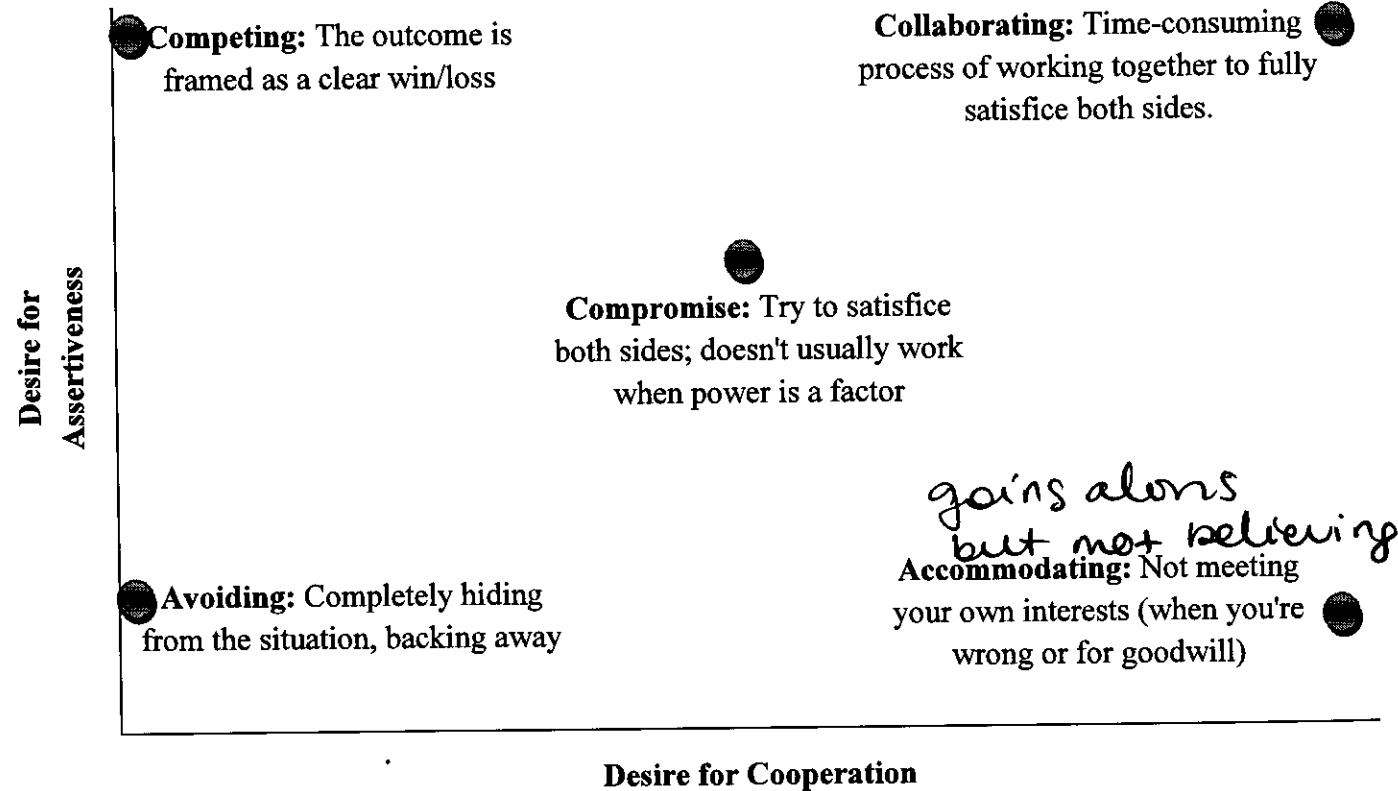 Competing: The outcome is
framed as a clear win/loss
Collaborating: Time-consuming
process of working together to fully
satisfice both sides.
Desire for
Assertiveness
Compromise: Try to satisfice
both sides; doesn't usually work
when power is a factor
going along
but not believing
Avoiding: Completely hiding
from the situation, backing away
Accommodating: Not meeting
your own interests (when you're
wrong or for goodwill)
Desire for Cooperation